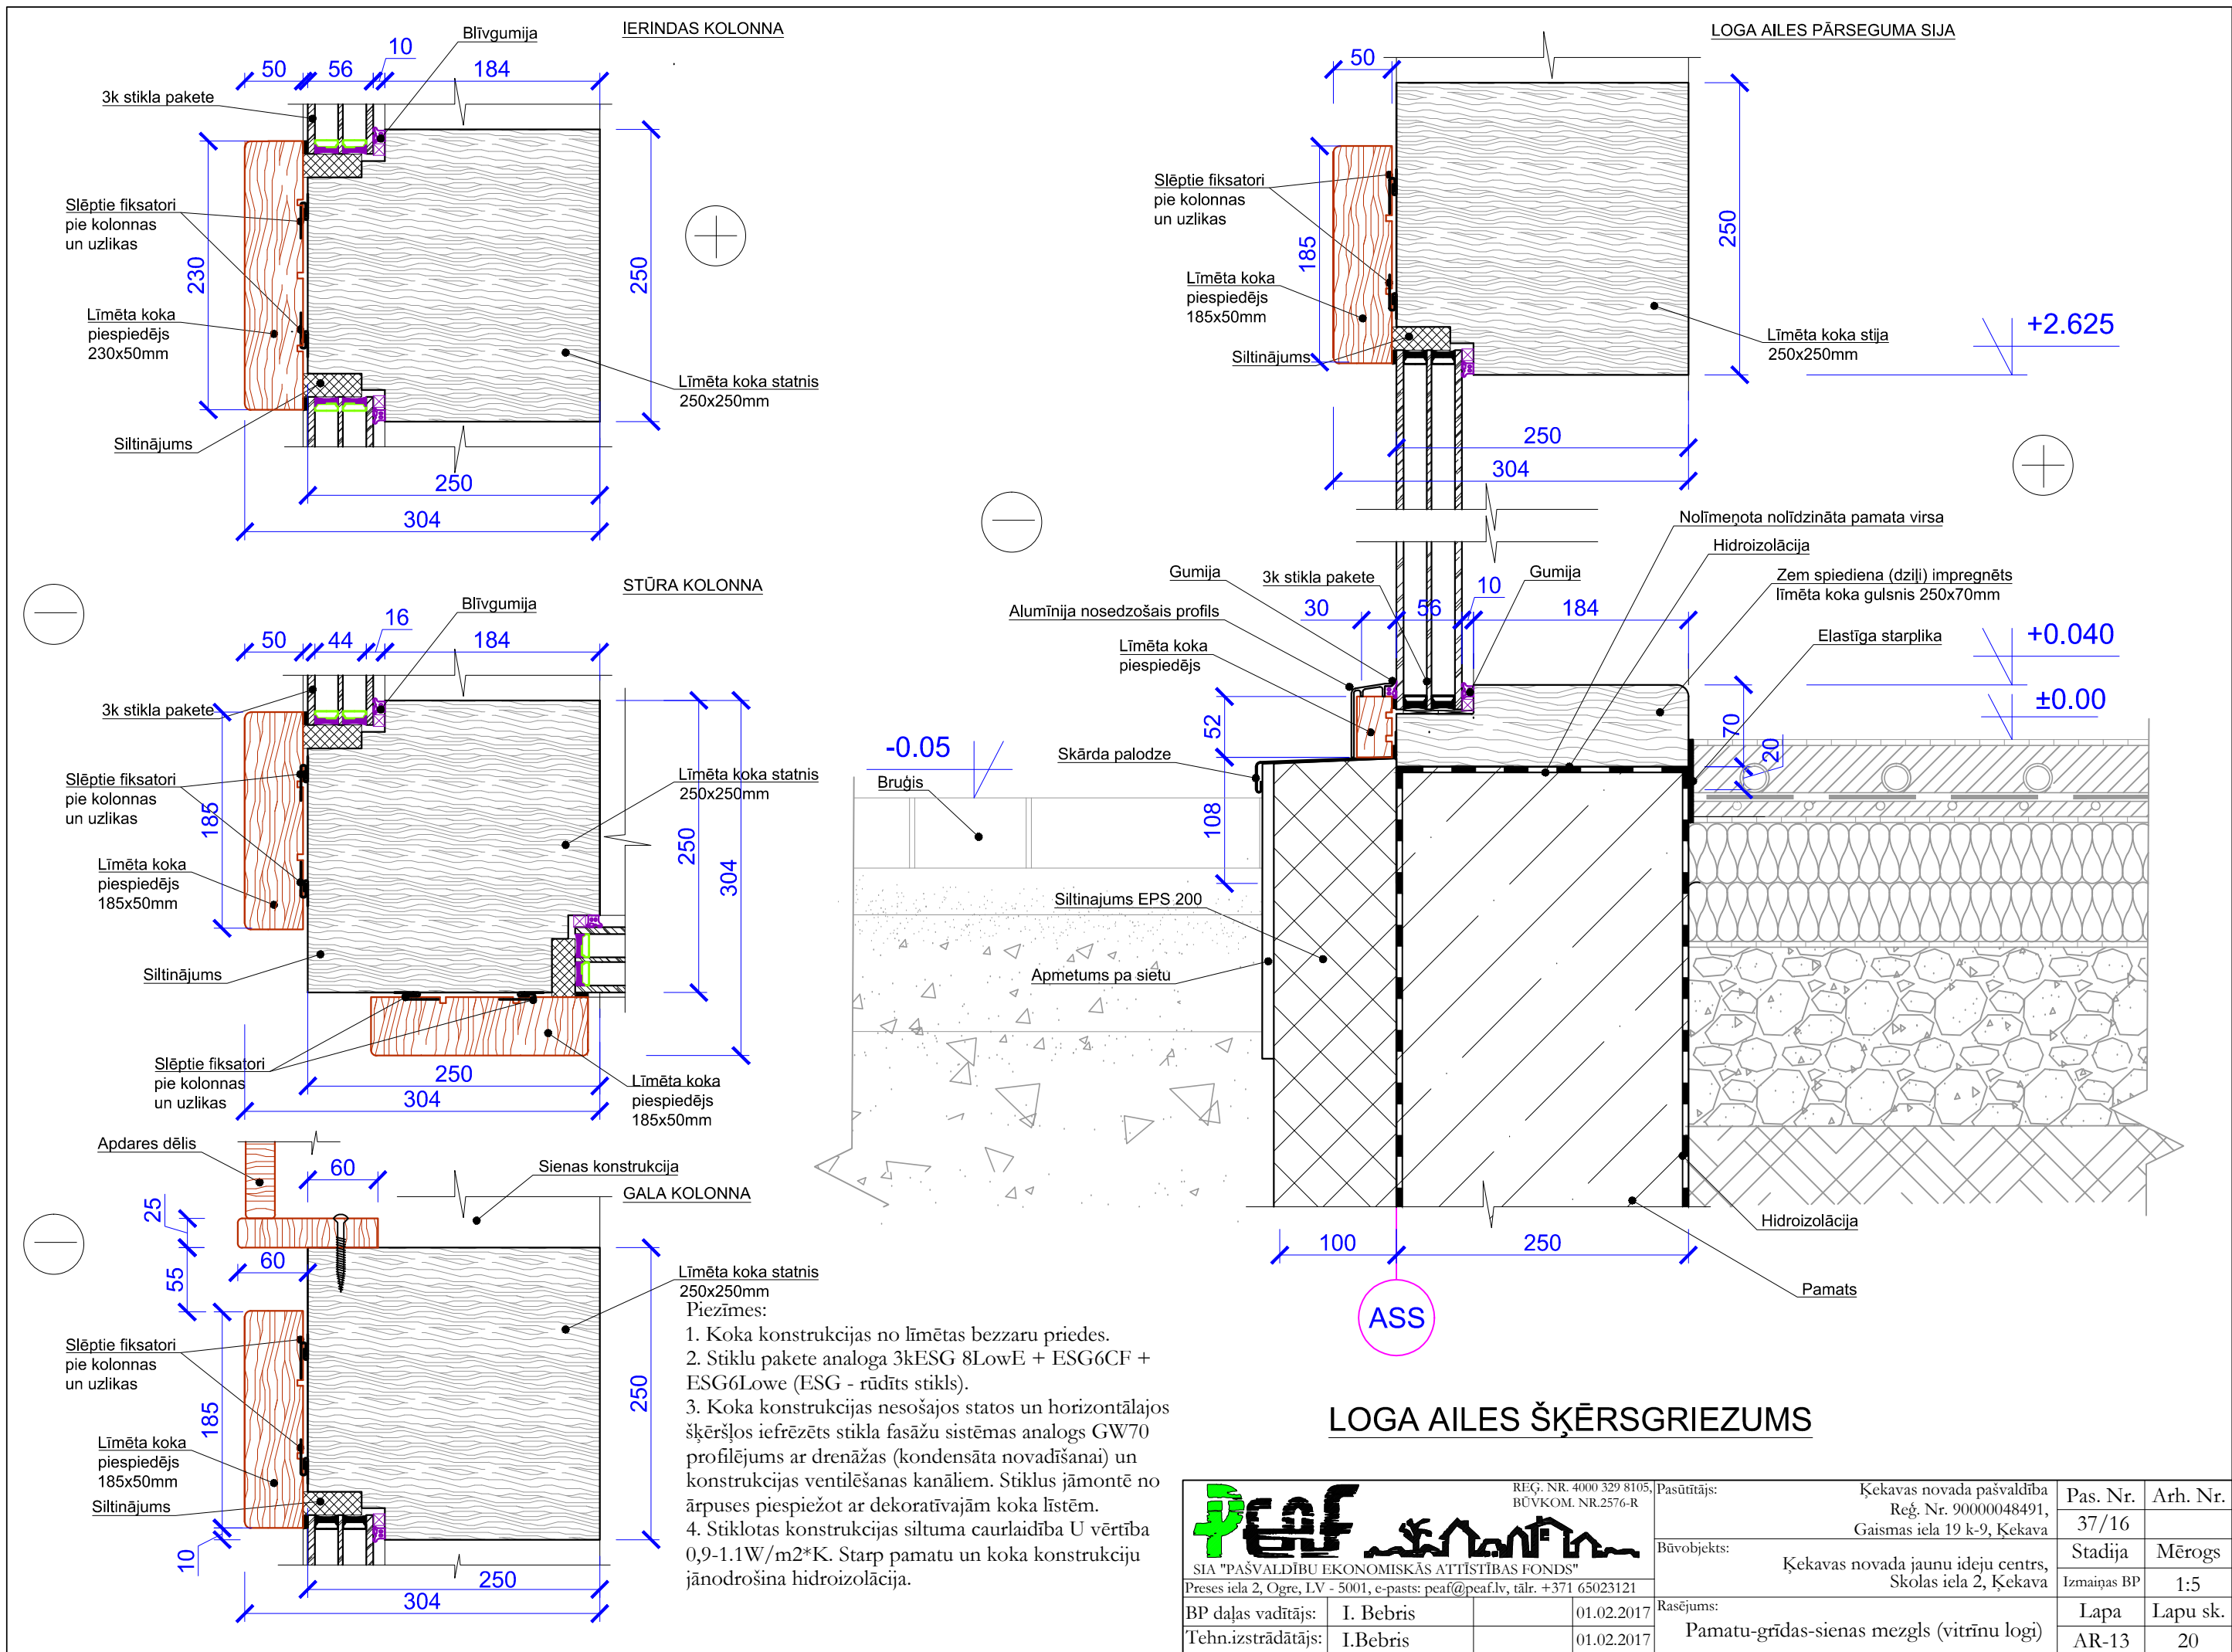 IERINDAS KOLONNA
Blīvgumija
10
50
56
184
3k stikla pakete
Slēptie fiksatori
pie kolonnas
un uzlikas
230
250
Līmēta koka
piespiedējs
230x50mm
Līmēta koka statnis
250x250mm
Siltinājums
250
304
STŪRA KOLONNA
Blīvgumija
16
50
44
184
3k stikla pakete
Slēptie fiksatori
pie kolonnas
un uzlikas
185
Līmēta koka statnis
250x250mm
250
304
Līmēta koka
piespiedējs
185x50mm
Siltinājums
Slēptie fiksatori
pie kolonnas
un uzlikas
250
304
Līmēta koka
piespiedējs
185x50mm
Apdares dēlis
60
Sienas konstrukcija
GALA KOLONNA
25
60
55
Līmēta koka statnis
250x250mm
Slēptie fiksatori
pie kolonnas
un uzlikas
185
250
Līmēta koka
piespiedējs
185x50mm
Siltinājums
10
250
304
Piezīmes:
1. Koka konstrukcijas no līmētas bezzaru priedes.
2. Stiklu pakete analoga 3kESG 8LowE + ESG6CF +
ESG6Lowe (ESG - rūdīts stikls).
3. Koka konstrukcijas nesošajos statos un horizontālajos
šķēršļos iefrēzēts stikla fasāžu sistēmas analogs GW70
profilējums ar drenāžas (kondensāta novadīšanai) un
konstrukcijas ventilēšanas kanāliem. Stiklus jāmontē no
ārpuses piespiežot ar dekoratīvajām koka līstēm.
4. Stiklotas konstrukcijas siltuma caurlaidība U vērtība
0,9-1.1W/m2*K. Starp pamatu un koka konstrukciju
jānodrošina hidroizolācija.
LOGA AILES PĀRSEGUMA SIJA
50
Slēptie fiksatori
pie kolonnas
un uzlikas
185
250
Līmēta koka
piespiedējs
185x50mm
Siltinājums
Līmēta koka stija
250x250mm
+2.625
250
304
Nolīmeņota nolīdzināta pamata virsa
Hidroizolācija
Gumija
3k stikla pakete
Gumija
Zem spiediena (dziļi) impregnēts
līmēta koka gulsnis 250x70mm
10
30
56
184
Alumīnija nosedzošais profils
Elastīga starplika
+0.040
Līmēta koka
piespiedējs
±0.00
52
70
20
-0.05
Skārda palodze
Bruģis
108
Siltinajums EPS 200
Apmetums pa sietu
Hidroizolācija
100
250
Pamats
ASS
LOGA AILES ŠĶĒRSGRIEZUMS
peaf
REĢ. NR. 4000 329 8105,
BŪVKOM. NR.2576-R
SIA "PAŠVALDĪBU EKONOMISKĀS ATTĪSTĪBAS FONDS"
Preses iela 2, Ogre, LV - 5001, e-pasts: peaf@peaf.lv, tālr. +371 65023121
BP daļas vadītājs: I. Bebris 01.02.2017
Tehn.izstrādātājs: I.Bebris 01.02.2017
Pasūtītājs:
Ķekavas novada pašvaldība
Reģ. Nr. 90000048491,
Gaismas iela 19 k-9, Ķekava
Būvobjekts:
Ķekavas novada jaunu ideju centrs,
Skolas iela 2, Ķekava
Rasējums:
Pamatu-grīdas-sienas mezgls (vitrīnu logi)
Pas. Nr. Arh. Nr.
37/16
Stadija Mērogs
Izmaiņas BP 1:5
Lapa Lapu sk.
AR-13 20